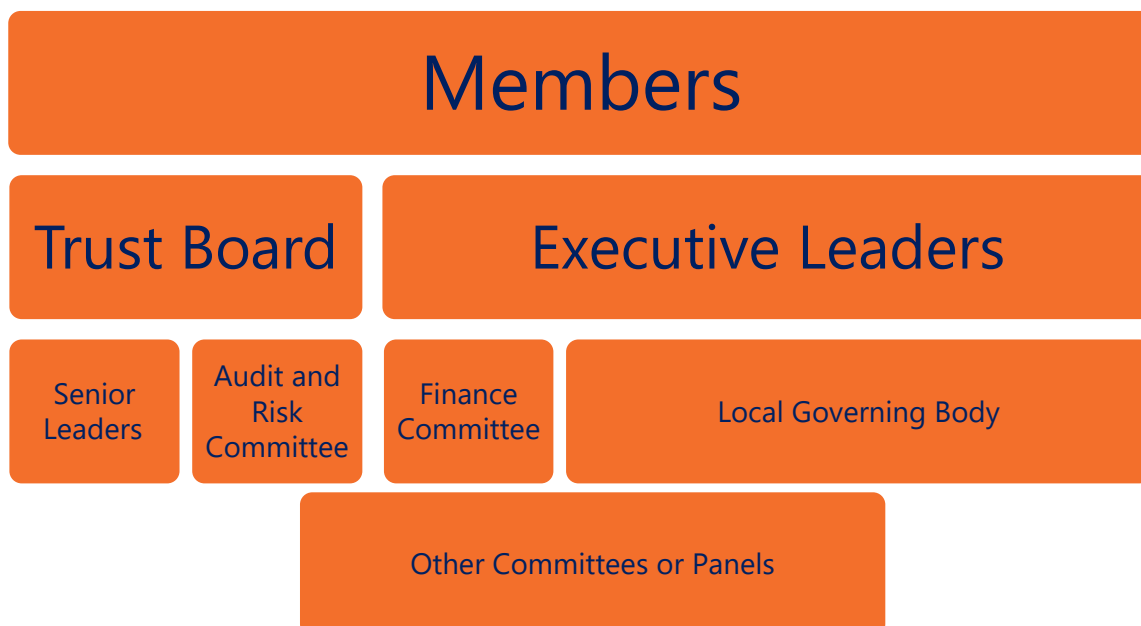 Members
Trust Board
Executive Leaders
Senior
Leaders
Audit and
Risk
Committee
Finance
Committee
Local Governing Body
Other Committees or Panels